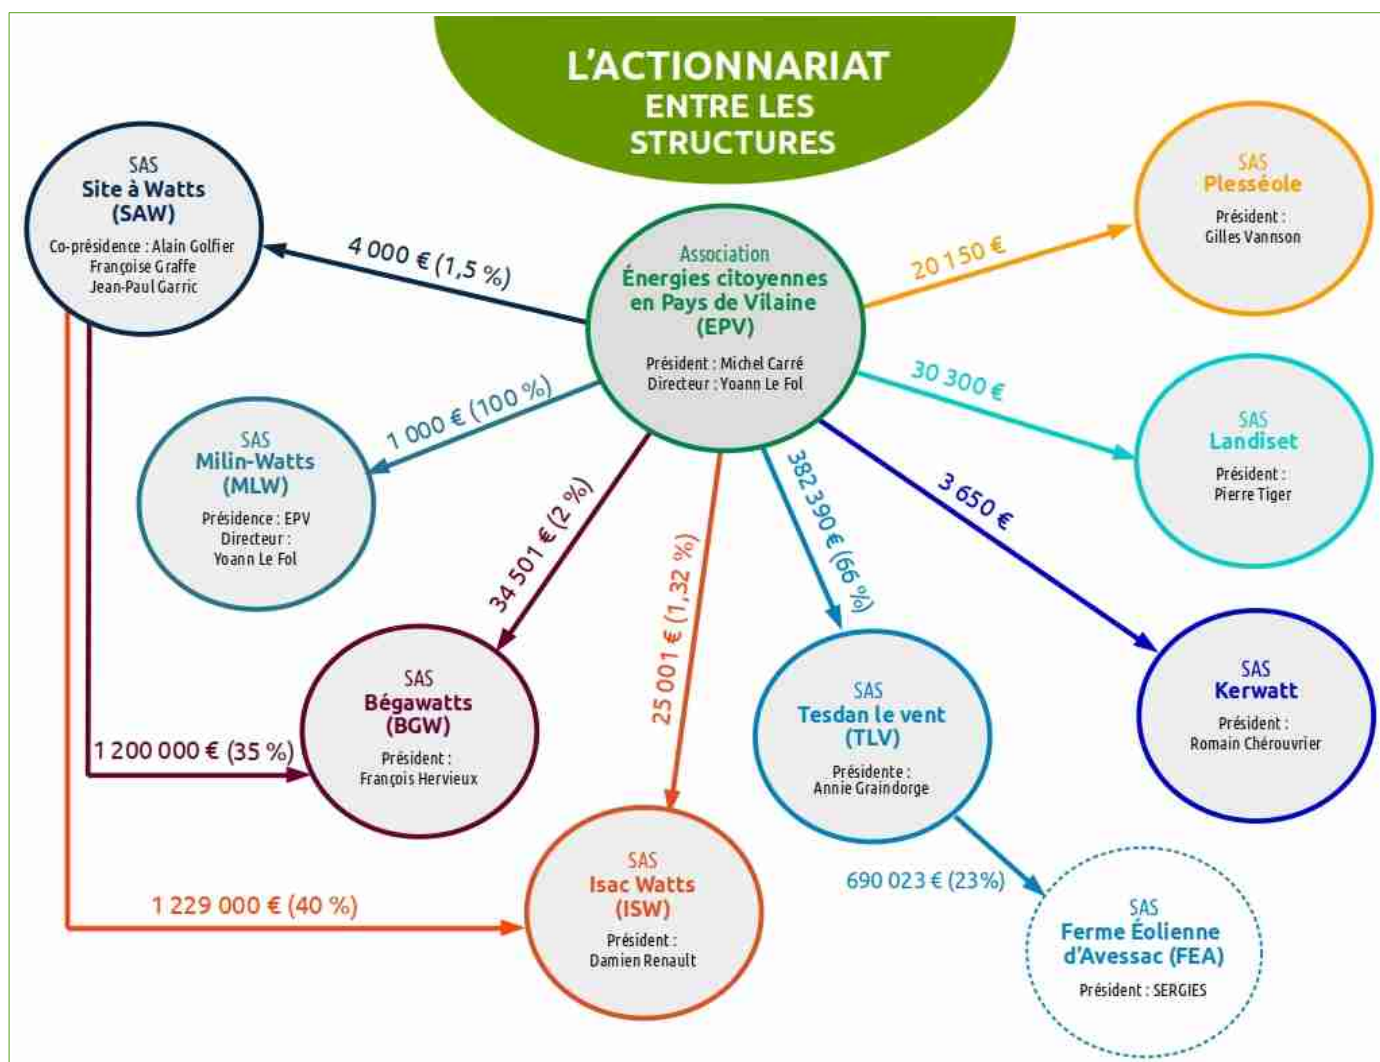 L'ACTIONNARIAT
ENTRE LES
STRUCTURES
SAS
Site à Watts
(SAW)
Co-présidence : Alain Golfier
Françoise Graffe
Jean-Paul Garric
4 000 € (1,5 %)
Association
Énergies citoyennes
en Pays de Vilaine
(EPV)
Président : Michel Carré
Directeur : Yoann Le Fol
20 150 €
SAS
Plesséole
Président :
Gilles Vannson
1 000 € (100 %)
SAS
Milin-Watts
(MLW)
Présidence : EPV
Directeur :
Yoann Le Fol
30 300 €
SAS
Landiset
Président :
Pierre Tiger
34 501 € (2 %)
25 001 € (1,32 %)
382 390 € (66 %)
3 650 €
SAS
Bégawatts
(BGW)
Président :
François Hervieux
1 200 000 € (35 %)
SAS
Tesdan le vent
(TLV)
Présidente :
Annie Graindorge
SAS
Kerwatt
Président :
Romain Chérouvrier
1 229 000 € (40 %)
SAS
Isac Watts
(ISW)
Président :
Damien Renault
690 023 € (23%)
SAS
Ferme Éolienne
d'Avessac (FEA)
Président : SERGIES